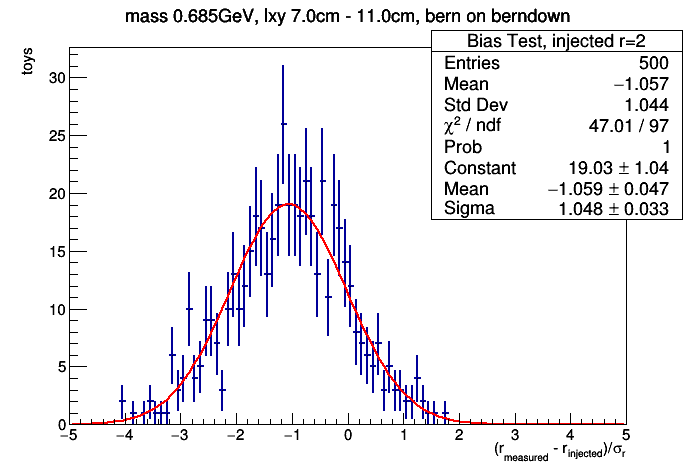 mass 0.685GeV, lxy 7.0cm - 11.0cm, bern on berndown
Bias Test, injected r=2
Entries 500
Mean −1.057
Std Dev 1.044
χ² / ndf 47.01 / 97
Prob 1
Constant 19.03 ± 1.04
Mean −1.059 ± 0.047
Sigma 1.048 ± 0.033
toys
30
25
20
15
10
5
0
−5 −4 −3 −2 −1 0 1 2 3 4 5
(r_measured - r_injected)/σ_r